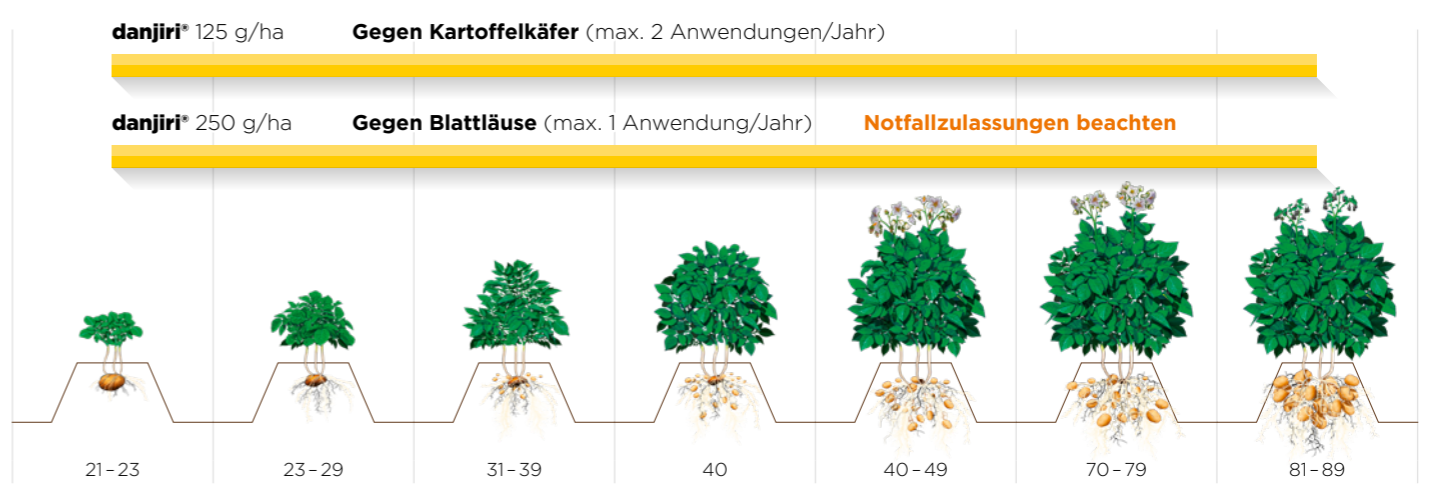 danjiri® 125 g/ha Gegen Kartoffelkäfer (max. 2 Anwendungen/Jahr)
danjiri® 250 g/ha Gegen Blattläuse (max. 1 Anwendung/Jahr) Notfallzulassungen beachten
21–23 23–29 31–39 40 40–49 70–79 81–89